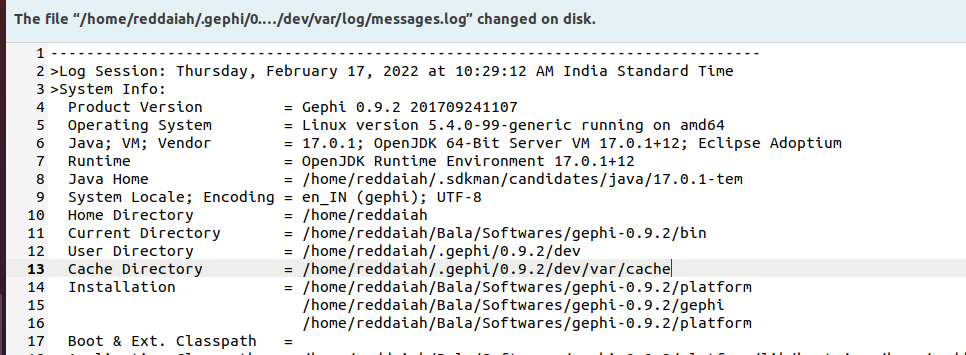 The file “/home/reddaiah/.gephi/0.…/dev/var/log/messages.log” changed on disk.
1 -------------------------------------------------------------------------------
2 >Log Session: Thursday, February 17, 2022 at 10:29:12 AM India Standard Time
3 >System Info:
4 Product Version = Gephi 0.9.2 201709241107
5 Operating System = Linux version 5.4.0-99-generic running on amd64
6 Java; VM; Vendor = 17.0.1; OpenJDK 64-Bit Server VM 17.0.1+12; Eclipse Adoptium
7 Runtime = OpenJDK Runtime Environment 17.0.1+12
8 Java Home = /home/reddaiah/.sdkman/candidates/java/17.0.1-tem
9 System Locale; Encoding = en_IN (gephi); UTF-8
10 Home Directory = /home/reddaiah
11 Current Directory = /home/reddaiah/Bala/Softwares/gephi-0.9.2/bin
12 User Directory = /home/reddaiah/.gephi/0.9.2/dev
13 Cache Directory = /home/reddaiah/.gephi/0.9.2/dev/var/cache
14 Installation = /home/reddaiah/Bala/Softwares/gephi-0.9.2/platform
15 /home/reddaiah/Bala/Softwares/gephi-0.9.2/gephi
16 /home/reddaiah/Bala/Softwares/gephi-0.9.2/platform
17 Boot & Ext. Classpath =